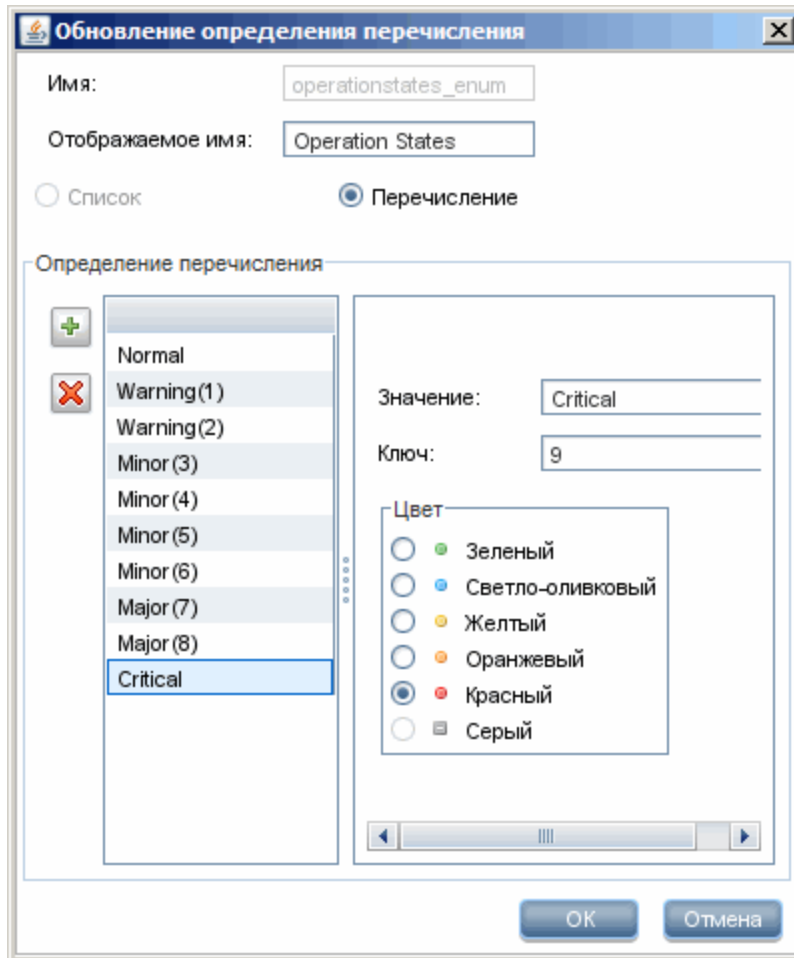 Обновление определения перечисления
Имя: operationstates_enum
Отображаемое имя: Operation States
Список Перечисление
Определение перечисления
Normal
Warning(1)
Warning(2)
Minor(3)
Minor(4)
Minor(5)
Minor(6)
Major(7)
Major(8)
Critical
Значение: Critical
Ключ: 9
Цвет
Зеленый
Светло-оливковый
Желтый
Оранжевый
Красный
Серый
OK Отмена